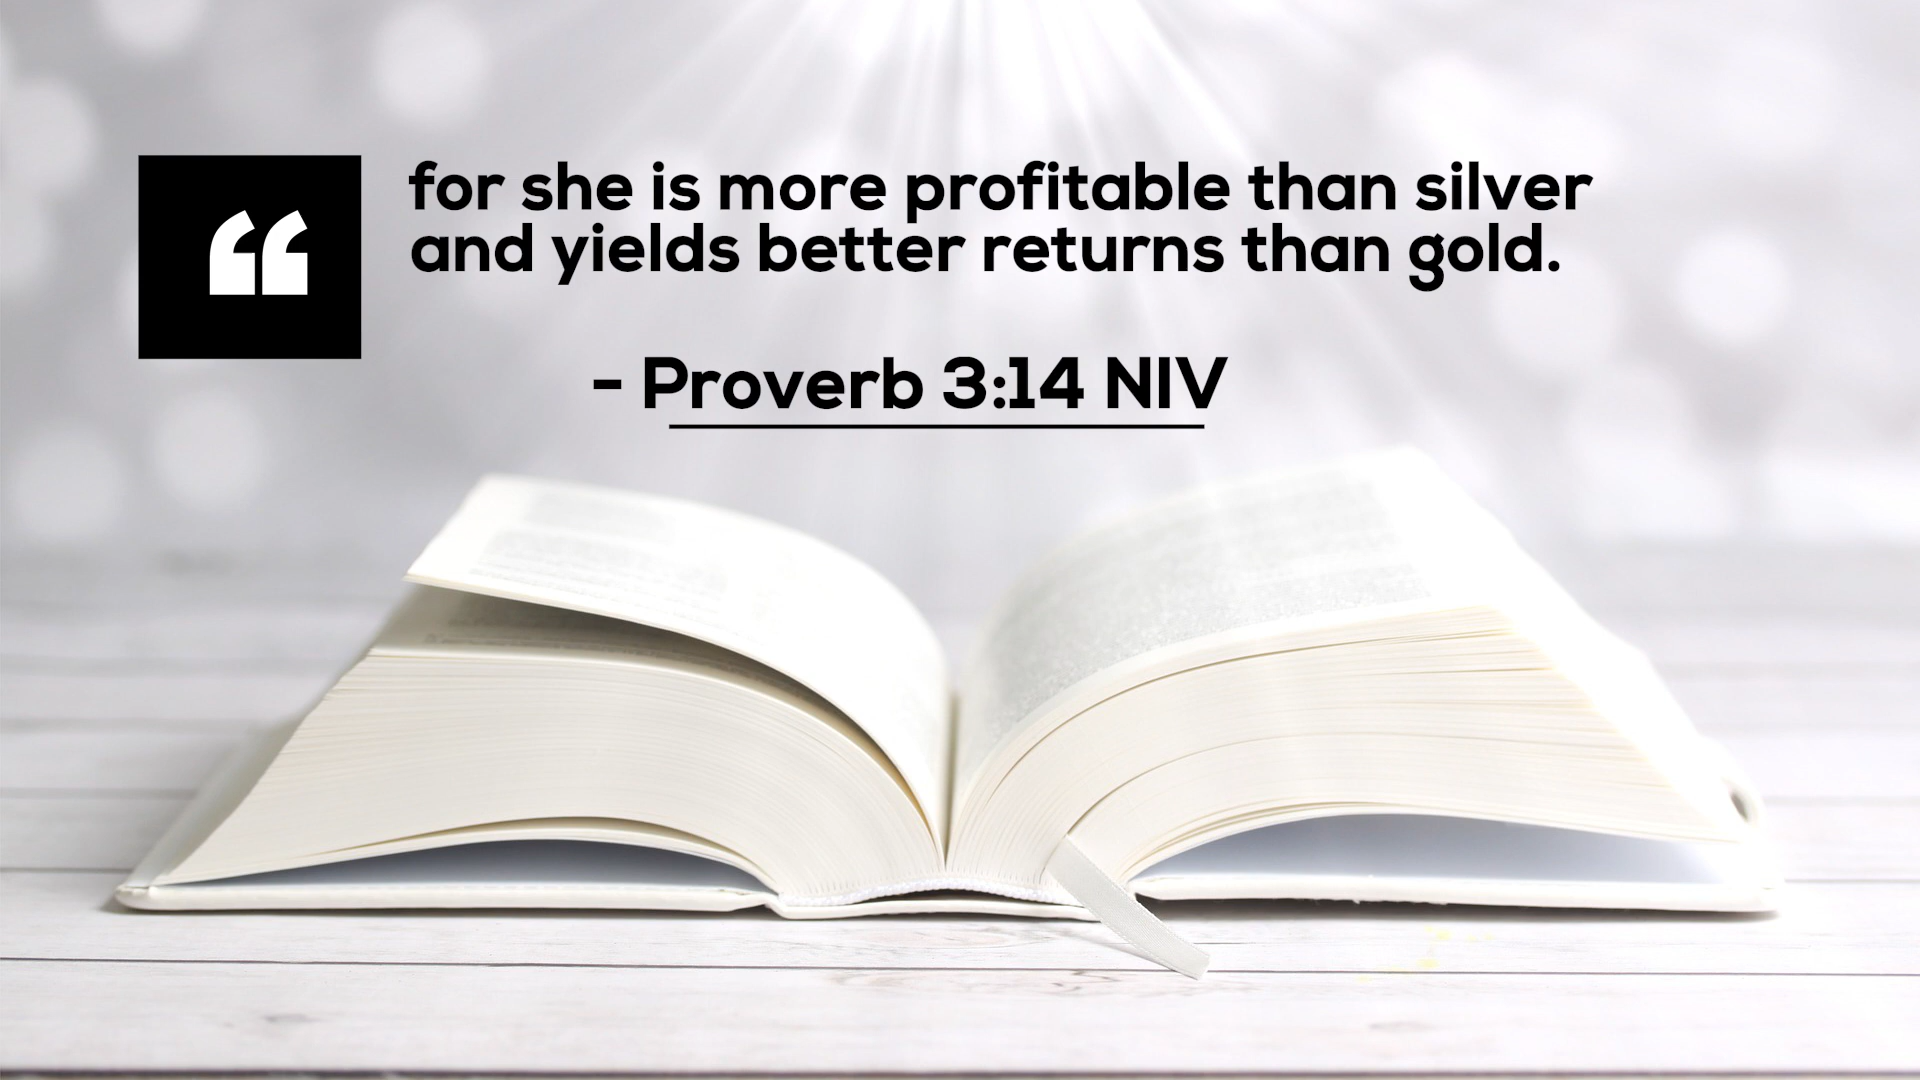 “
for she is more profitable than silver
and yields better returns than gold.
- Proverb 3:14 NIV